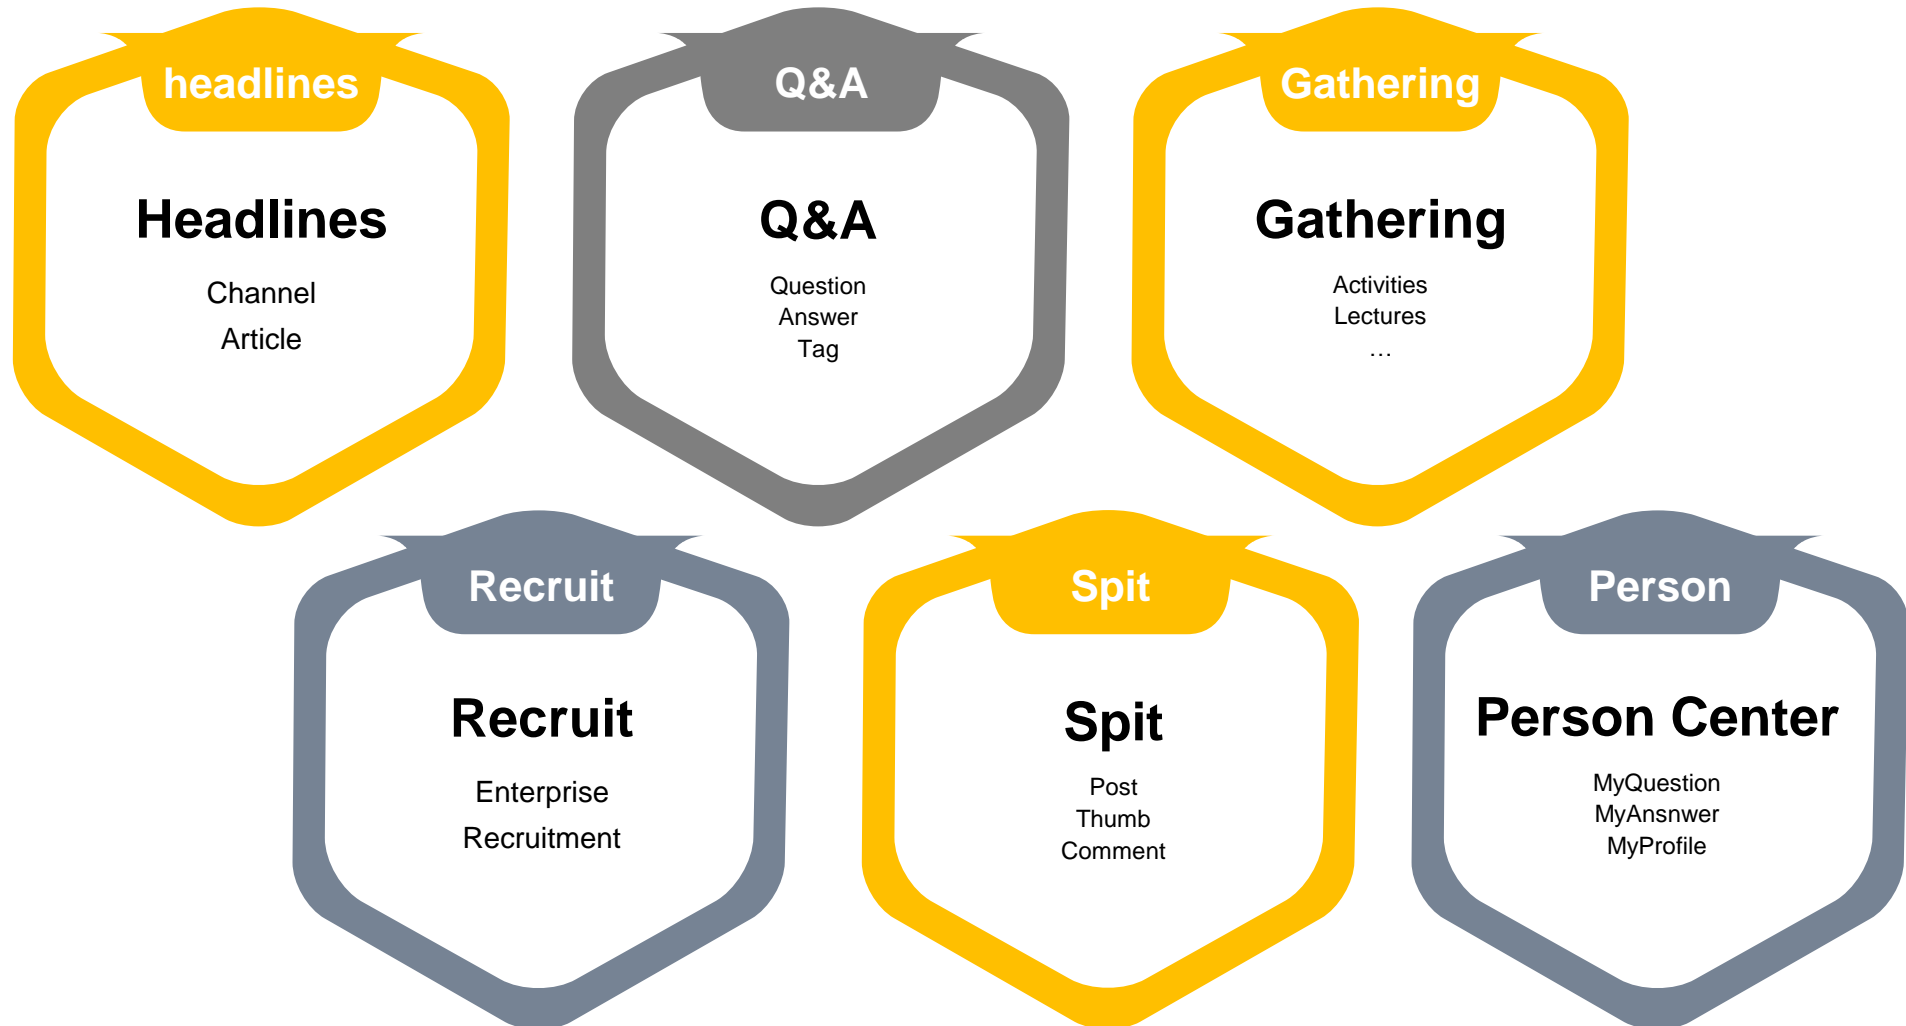 headlines
Headlines
Channel
Article
Q&A
Q&A
Question
Answer
Tag
Gathering
Gathering
Activities
Lectures
…
Recruit
Recruit
Enterprise
Recruitment
Spit
Spit
Post
Thumb
Comment
Person
Person Center
MyQuestion
MyAnsnwer
MyProfile